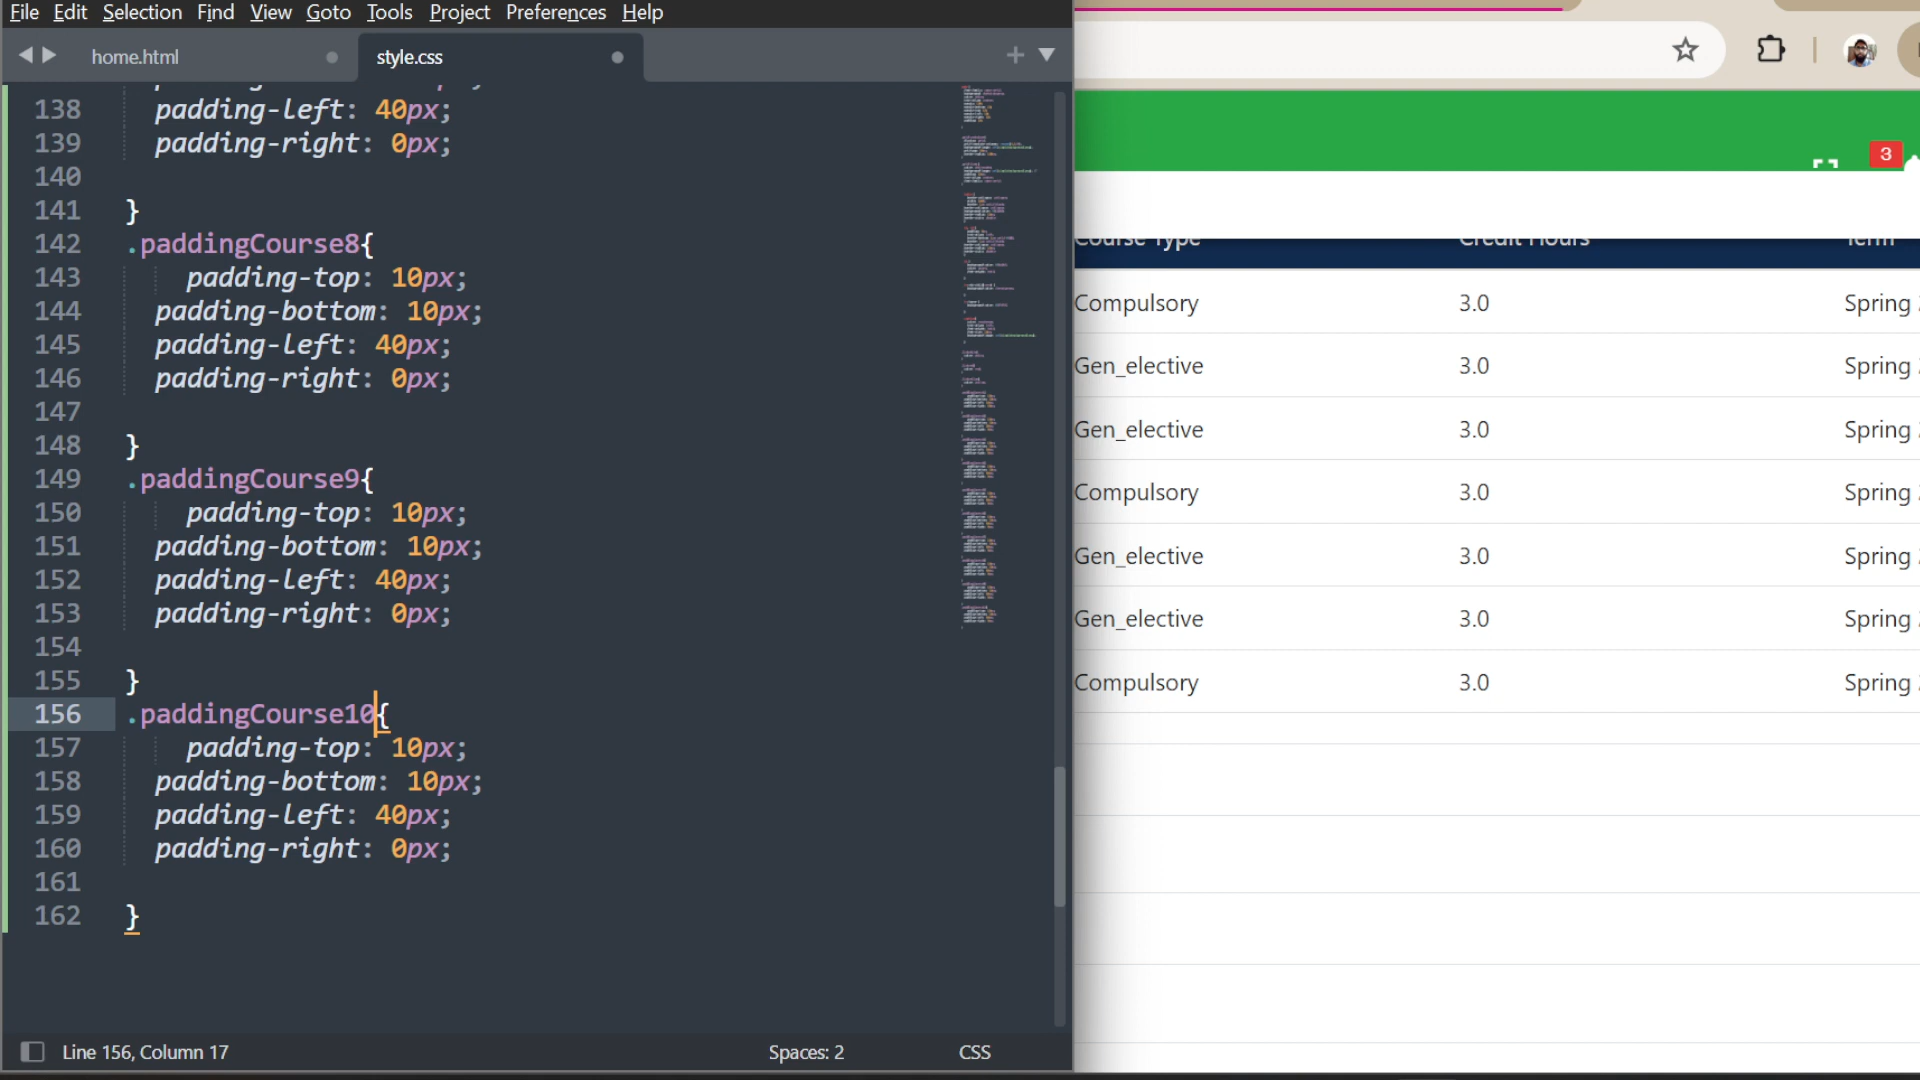 File Edit Selection Find View Goto Tools Project Preferences Help
home.html
style.css
138 padding-left: 40px;
139 padding-right: 0px;
140
141 }
142 .paddingCourse8{
143 padding-top: 10px;
144 padding-bottom: 10px;
145 padding-left: 40px;
146 padding-right: 0px;
147
148 }
149 .paddingCourse9{
150 padding-top: 10px;
151 padding-bottom: 10px;
152 padding-left: 40px;
153 padding-right: 0px;
154
155 }
156 .paddingCourse10{
157 padding-top: 10px;
158 padding-bottom: 10px;
159 padding-left: 40px;
160 padding-right: 0px;
161
162 }
Line 156, Column 17
Spaces: 2
CSS
3
Course Type Credit Hours Term
Compulsory 3.0 Spring
Gen_elective 3.0 Spring
Gen_elective 3.0 Spring
Compulsory 3.0 Spring
Gen_elective 3.0 Spring
Gen_elective 3.0 Spring
Compulsory 3.0 Spring